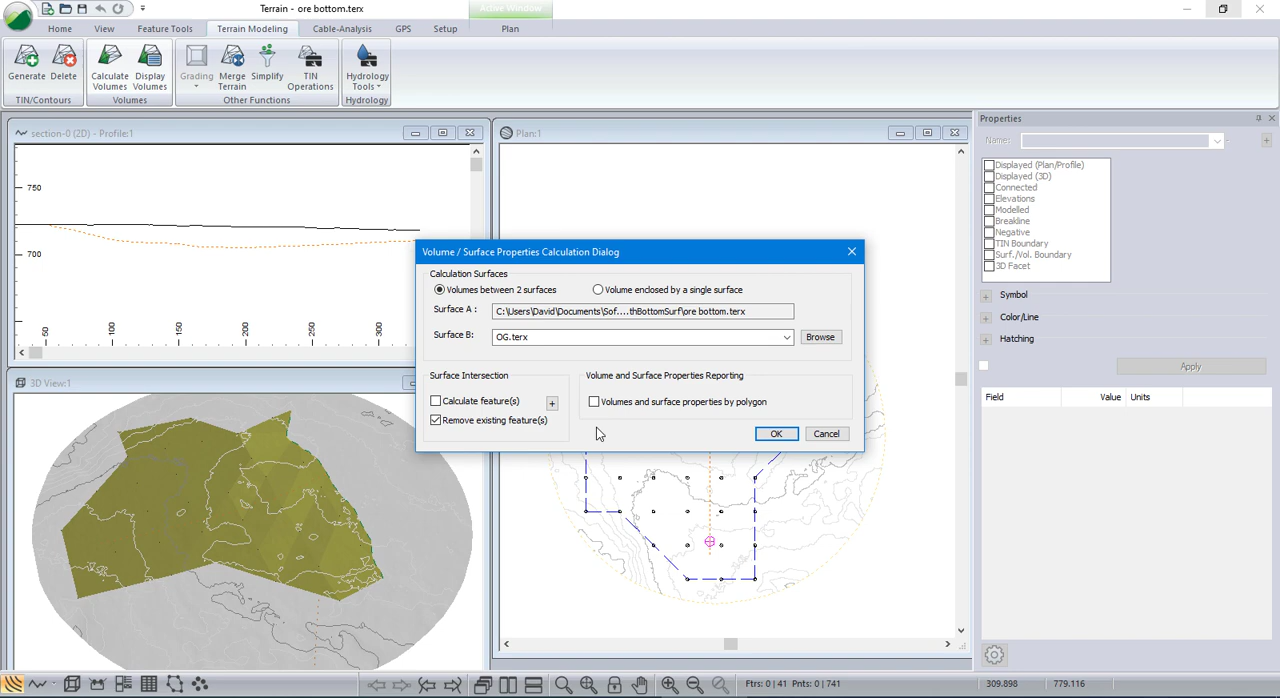 Terrain - ore bottom.terx
Active Window
Home View Feature Tools Terrain Modeling Cable-Analysis GPS Setup Plan
Generate Delete Calculate Volumes Display Volumes Grading Merge Terrain Simplify TIN Operations Hydrology Tools
TIN/Contours Volumes Other Functions Hydrology
section-0 (2D) - Profile:1
750
700
50 100 150 200 250 300
Plan:1
3D View:1
Volume / Surface Properties Calculation Dialog
Calculation Surfaces
Volumes between 2 surfaces Volume enclosed by a single surface
Surface A : C:\Users\David\Documents\Sof....thBottomSurf\ore bottom.terx
Surface B: OG.terx Browse
Surface Intersection
Calculate feature(s) +
Remove existing feature(s)
Volume and Surface Properties Reporting
Volumes and surface properties by polygon
OK Cancel
Properties
Name: +
Displayed (Plan/Profile)
Displayed (3D)
Connected
Elevations
Modelled
Breakline
Negative
TIN Boundary
Surf./Vol. Boundary
3D Facet
+ Symbol
+ Color/Line
+ Hatching
Apply
Field Value Units
Ftrs: 0 | 41 Pnts: 0 | 741 309.898 779.116